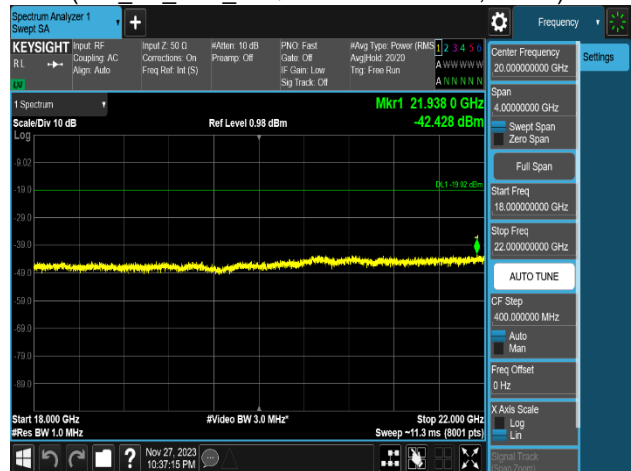 Spectrum Analyzer 1
Swept SA
Frequency
KEYSIGHT
RL
LV
Input: RF
Coupling: AC
Align: Auto
Input Z: 50 Ω
Corrections: On
Freq Ref: Int (S)
#Atten: 10 dB
Preamp: Off
PNO: Fast
Gate: Off
IF Gain: Low
Sig Track: Off
#Avg Type: Power (RMS
Avg|Hold: 20/20
Trig: Free Run
1 2 3 4 5 6
A W W W W W
A N N N N N
1 Spectrum
Scale/Div 10 dB
Log
Ref Level 0.98 dBm
Mkr1 21.938 0 GHz
-42.428 dBm
-9.02
-19.0
DL1 -19.02 dBm
-29.0
-39.0
1
-49.0
-59.0
-69.0
-79.0
-89.0
Start 18.000 GHz
#Res BW 1.0 MHz
#Video BW 3.0 MHz*
Stop 22.000 GHz
Sweep ~11.3 ms (8001 pts)
Nov 27, 2023
10:37:15 PM
Center Frequency
20.000000000 GHz
Span
4.00000000 GHz
Swept Span
Zero Span
Full Span
Start Freq
18.000000000 GHz
Stop Freq
22.000000000 GHz
AUTO TUNE
CF Step
400.000000 MHz
Auto
Man
Freq Offset
0 Hz
X Axis Scale
Log
Lin
Signal Track
(Span Zoom)
Settings